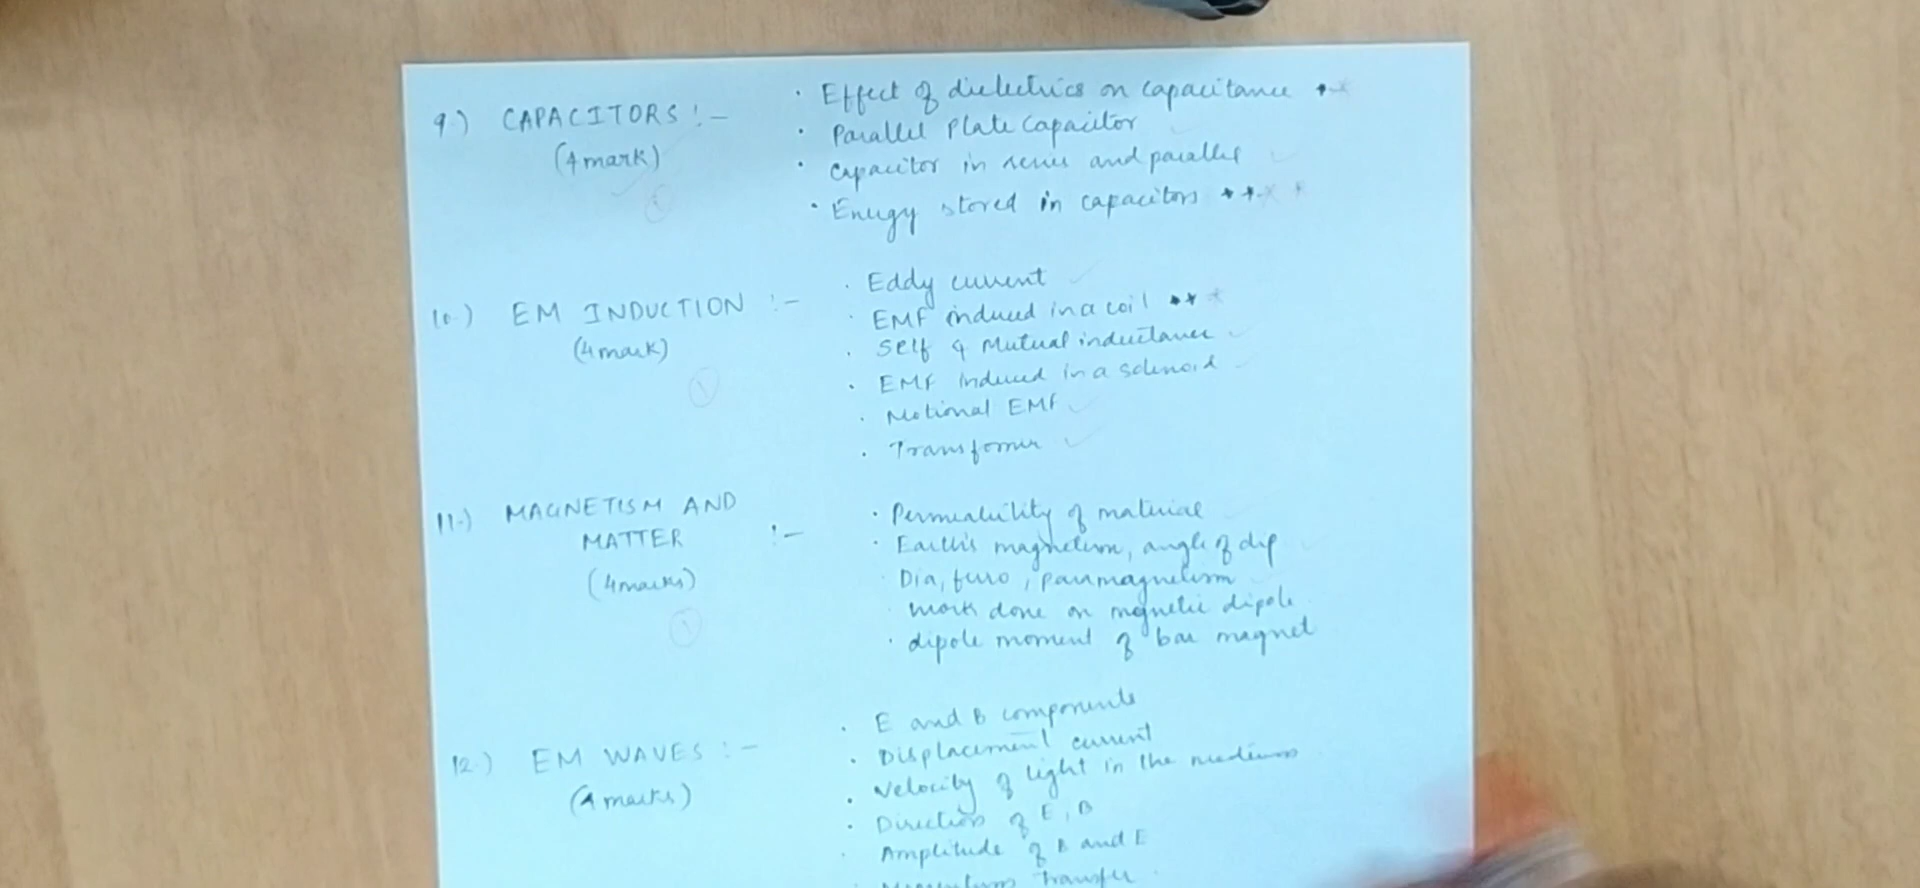 9.) CAPACITORS :-
(4 mark)
• Effect of dielectrics on capacitance **
• Parallel Plate Capacitor
• Capacitor in series and parallel
• Energy stored in capacitors ****
10.) EM INDUCTION :-
(4 mark)
• Eddy current
• EMF induced in a coil ***
• Self & Mutual inductance
• EMF induced in a solenoid
• Motional EMF
• Transformer
11.) MAGNETISM AND
MATTER :-
(4 marks)
• Permeability of material
• Earth's magnetism, angle of dip
Dia, ferro, paramagnetism
work done on magnetic dipole
• dipole moment of bar magnet
12.) EM WAVES :-
(4 marks)
• E and B components
• Displacement current
• Velocity of light in the medium
• Direction of E, B
• Amplitude of B and E
• Momentum transfer